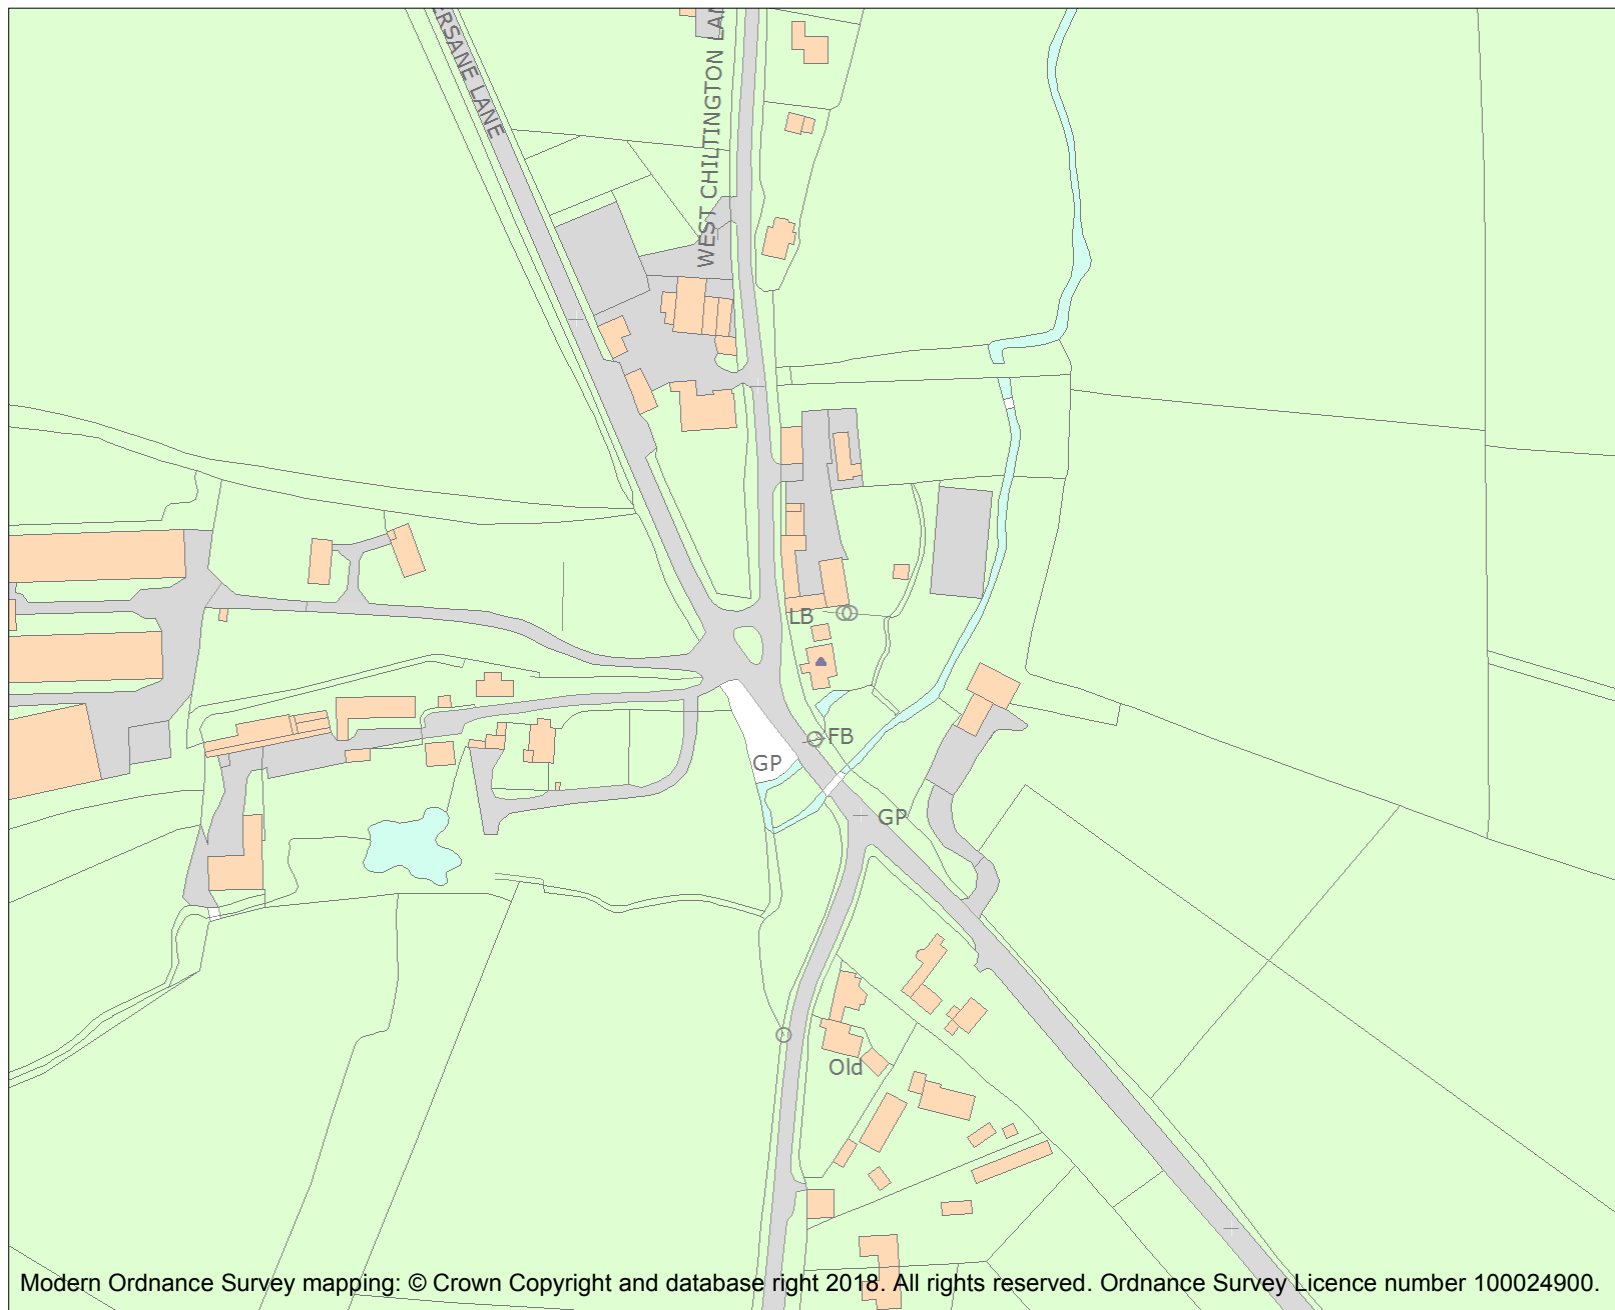 ERSANE LANE
WEST CHILTINGTON LAN
LB
FB
GP
GP
Old
Modern Ordnance Survey mapping: © Crown Copyright and database right 2018. All rights reserved. Ordnance Survey Licence number 100024900.